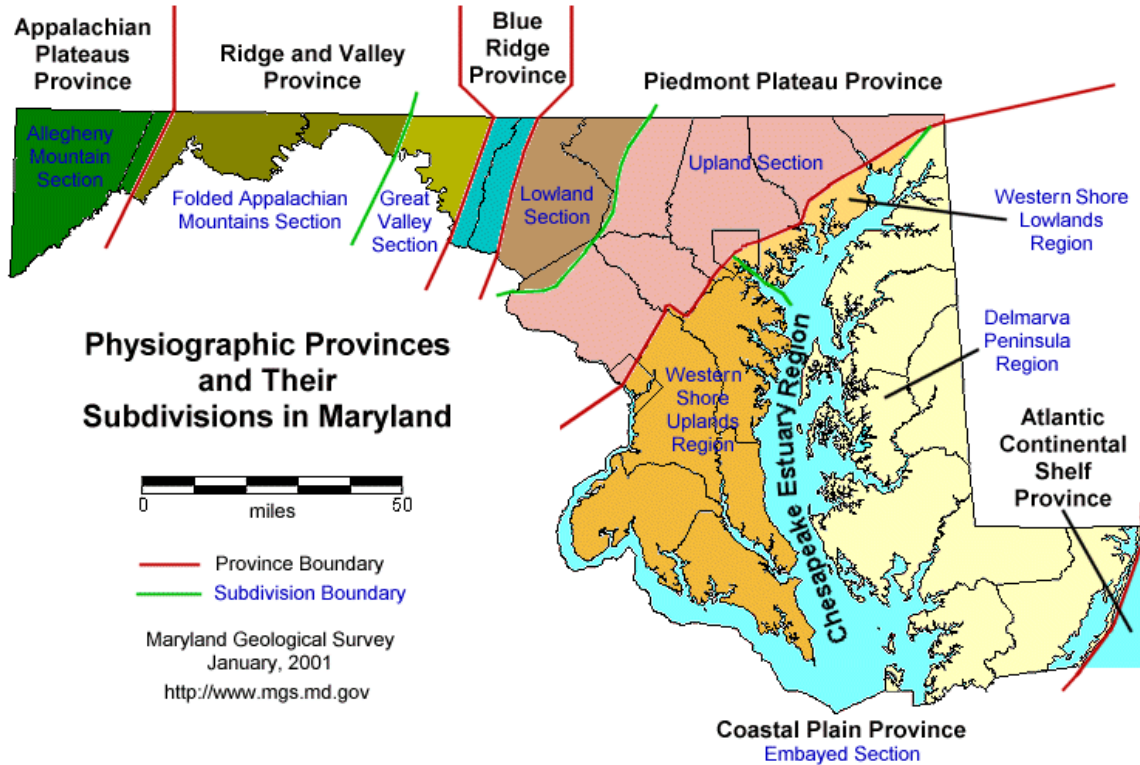 Appalachian
Plateaus
Province
Ridge and Valley
Province
Blue
Ridge
Province
Piedmont Plateau Province
Allegheny
Mountain
Section
Folded Appalachian
Mountains Section
Great
Valley
Section
Lowland
Section
Upland Section
Western Shore
Lowlands
Region
Delmarva
Peninsula
Region
Western
Shore
Uplands
Region
Chesapeake Estuary Region
Atlantic
Continental
Shelf
Province
Physiographic Provinces
and Their
Subdivisions in Maryland
0 50
miles
Province Boundary
Subdivision Boundary
Maryland Geological Survey
January, 2001
http://www.mgs.md.gov
Coastal Plain Province
Embayed Section